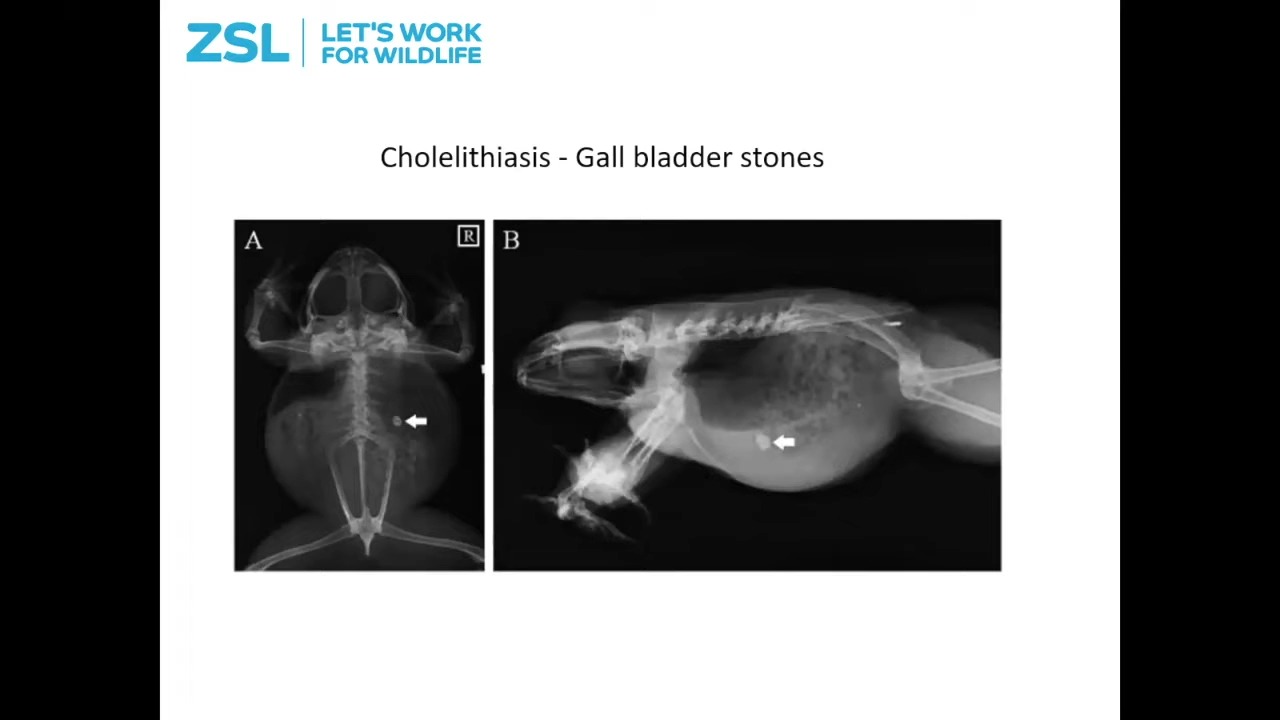 ZSL
LET'S WORK
FOR WILDLIFE
Cholelithiasis - Gall bladder stones
A
R
B